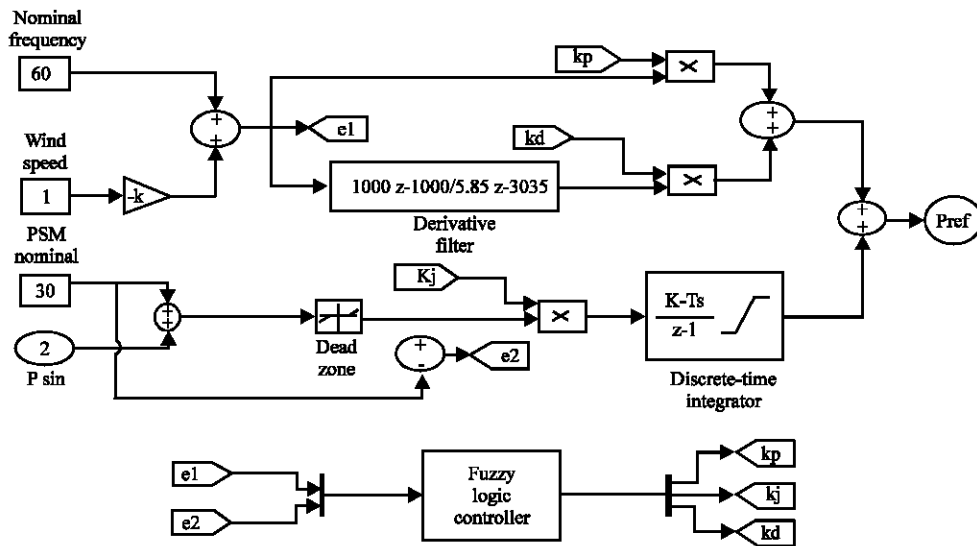 Nominal
frequency
60
kp
+
+
e1
+
+
kd
Wind
speed
1
-k
1000 z-1000/5.85 z-3035
Derivative
filter
+
+
Pref
PSM
nominal
30
+
+
Kj
K-Ts
z-1
Dead
zone
2
P sin
+
-
e2
Discrete-time
integrator
e1
e2
Fuzzy
logic
controller
kp
kj
kd